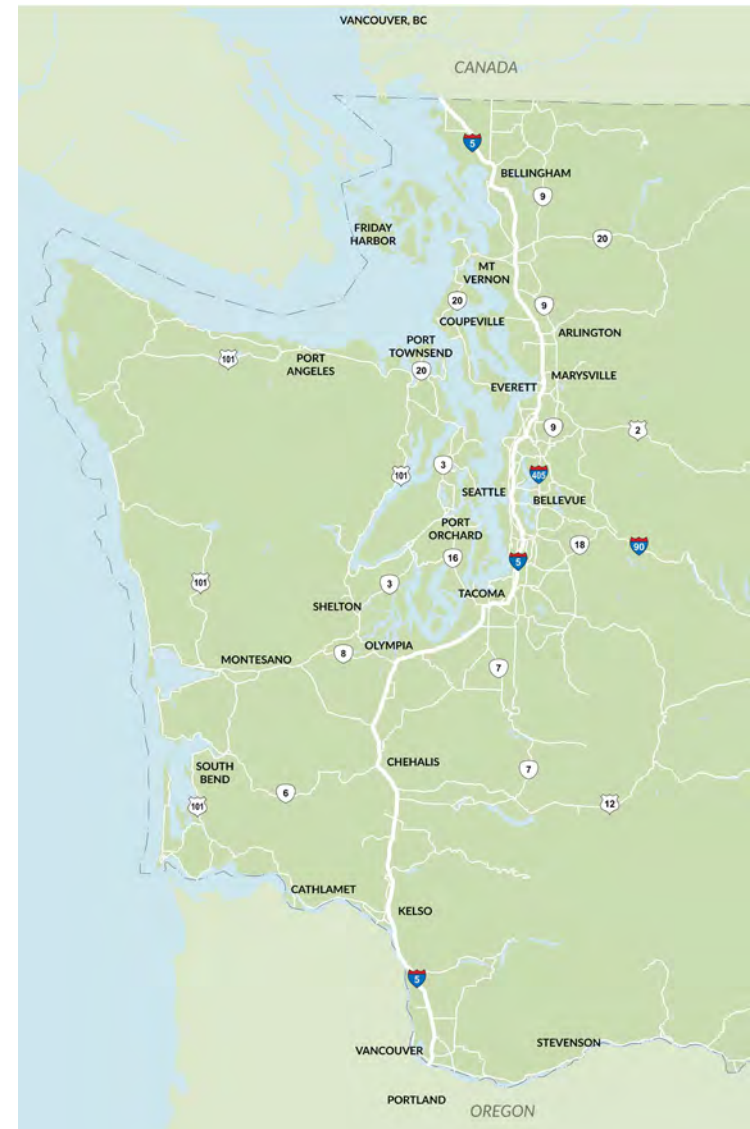 VANCOUVER, BC
CANADA
5
BELLINGHAM
9
FRIDAY
HARBOR
20
MT
VERNON
20
9
COUPEVILLE
ARLINGTON
PORT
TOWNSEND
101
PORT
ANGELES
20
MARYSVILLE
EVERETT
9
2
3
101
405
SEATTLE
BELLEVUE
PORT
ORCHARD
16
18
90
5
101
3
TACOMA
SHELTON
OLYMPIA
8
MONTESANO
7
CHEHALIS
SOUTH
BEND
7
6
101
12
CATHLAMET
KELSO
5
STEVENSON
VANCOUVER
PORTLAND
OREGON